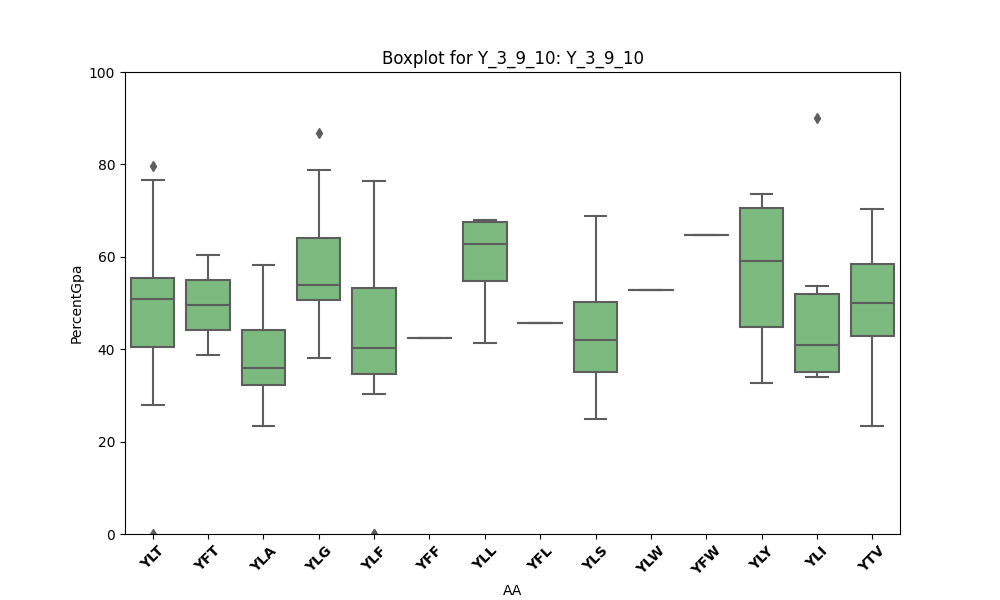 Boxplot for Y_3_9_10: Y_3_9_10
100
80
60
40
20
0
PercentGpa
YLT YFT YLA YLG YLF YFF YLL YFL YLS YLW YFW YLY YLI YTV
AA